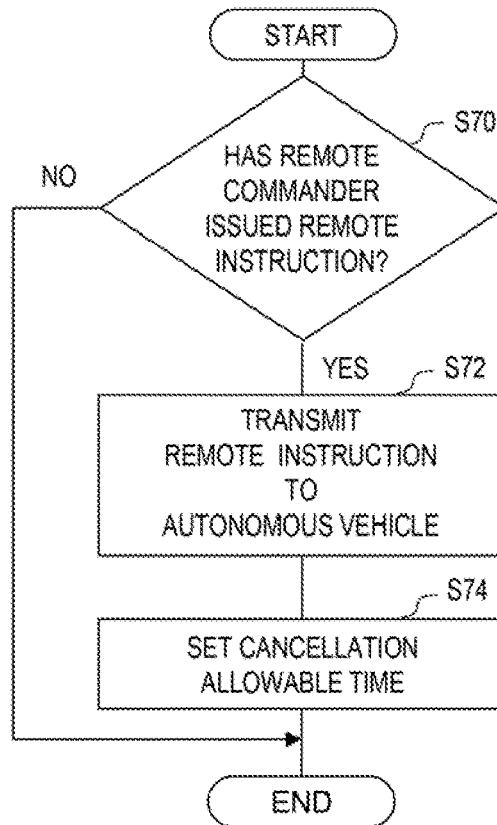 START
S70
HAS REMOTE
COMMANDER
ISSUED REMOTE
INSTRUCTION?
NO
YES
S72
TRANSMIT
REMOTE INSTRUCTION
TO
AUTONOMOUS VEHICLE
S74
SET CANCELLATION
ALLOWABLE TIME
END